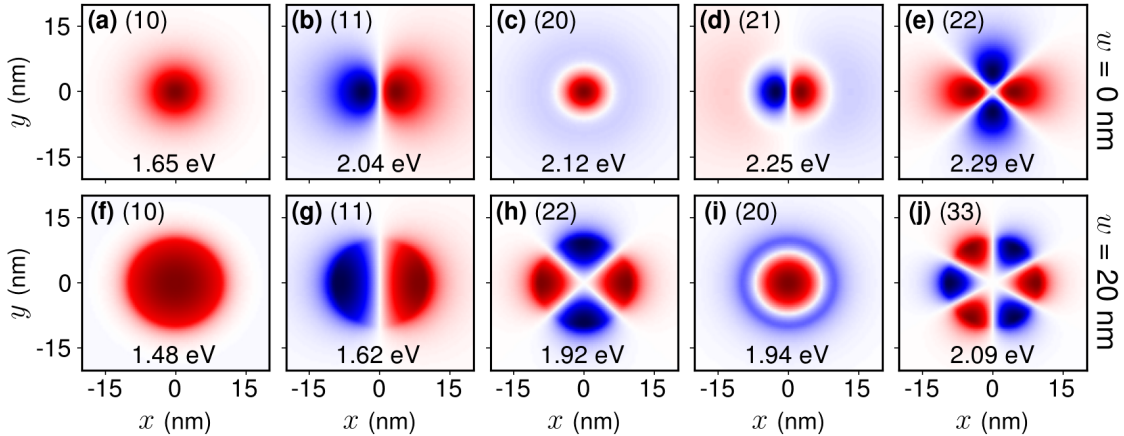 (a) (10)
(b) (11)
(c) (20)
(d) (21)
(e) (22)
15
0
-15
y (nm)
1.65 eV
2.04 eV
2.12 eV
2.25 eV
2.29 eV
w = 0 nm
(f) (10)
(g) (11)
(h) (22)
(i) (20)
(j) (33)
15
0
-15
y (nm)
1.48 eV
1.62 eV
1.92 eV
1.94 eV
2.09 eV
w = 20 nm
-15 0 15
-15 0 15
-15 0 15
-15 0 15
-15 0 15
x (nm)
x (nm)
x (nm)
x (nm)
x (nm)